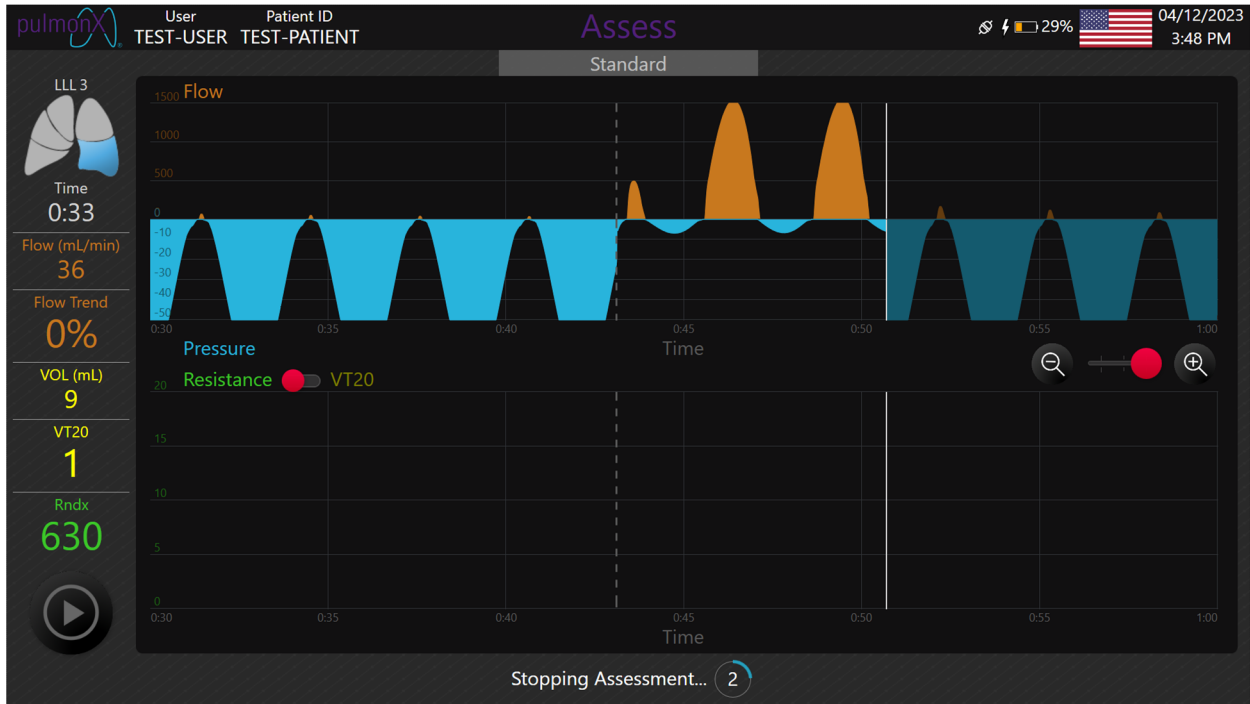 pulmonX
User
TEST-USER
Patient ID
TEST-PATIENT
Assess
29%
04/12/2023
3:48 PM
Standard
LLL 3
Time
0:33
Flow (mL/min)
36
Flow Trend
0%
VOL (mL)
9
VT20
1
Rndx
630
Flow
1500
1000
500
0
-10
-20
-30
-40
-50
0:30 0:35 0:40 0:45 0:50 0:55 1:00
Pressure
Time
Resistance VT20
20
15
10
5
0
0:30 0:35 0:40 0:45 0:50 0:55 1:00
Time
Stopping Assessment... 2